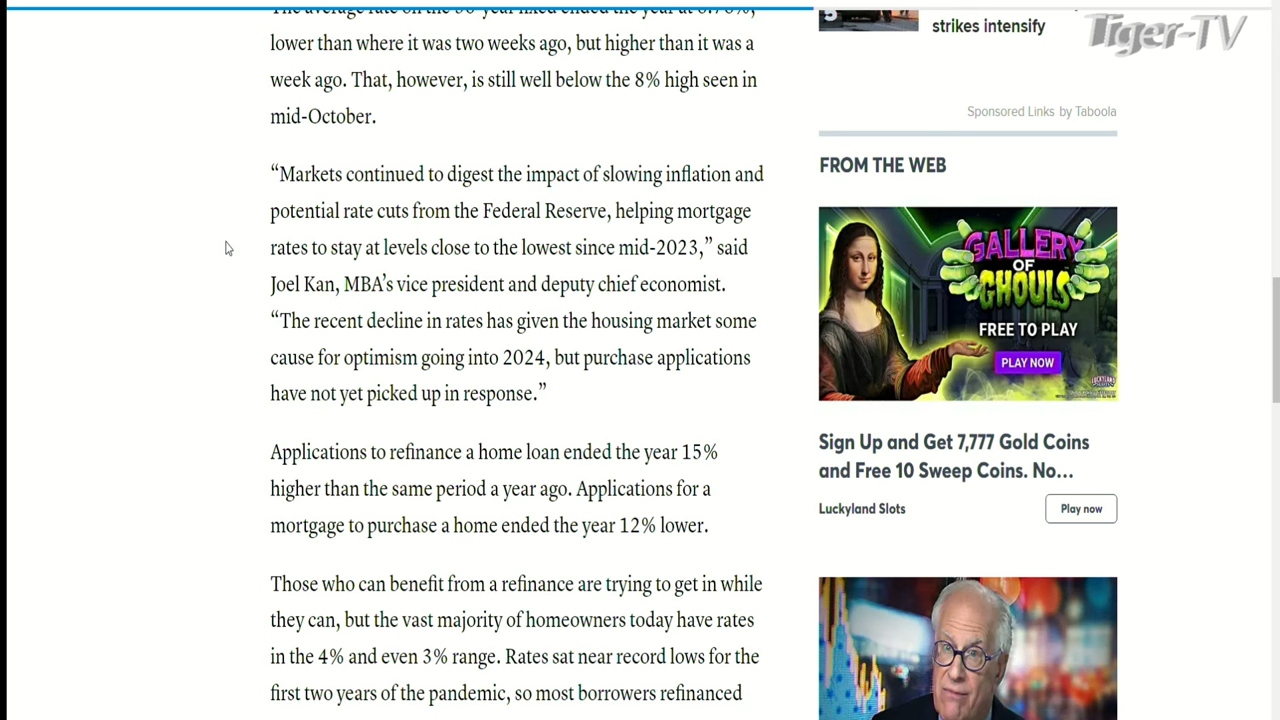 lower than where it was two weeks ago, but higher than it was a
week ago. That, however, is still well below the 8% high seen in
mid-October.
“Markets continued to digest the impact of slowing inflation and
potential rate cuts from the Federal Reserve, helping mortgage
rates to stay at levels close to the lowest since mid-2023,” said
Joel Kan, MBA’s vice president and deputy chief economist.
“The recent decline in rates has given the housing market some
cause for optimism going into 2024, but purchase applications
have not yet picked up in response.”
Applications to refinance a home loan ended the year 15%
higher than the same period a year ago. Applications for a
mortgage to purchase a home ended the year 12% lower.
Those who can benefit from a refinance are trying to get in while
they can, but the vast majority of homeowners today have rates
in the 4% and even 3% range. Rates sat near record lows for the
first two years of the pandemic, so most borrowers refinanced
strikes intensify
Tiger-TV
Sponsored Links by Taboola
FROM THE WEB
GALLERY
OF
GHOULS
FREE TO PLAY
PLAY NOW
Sign Up and Get 7,777 Gold Coins
and Free 10 Sweep Coins. No...
Luckyland Slots
Play now